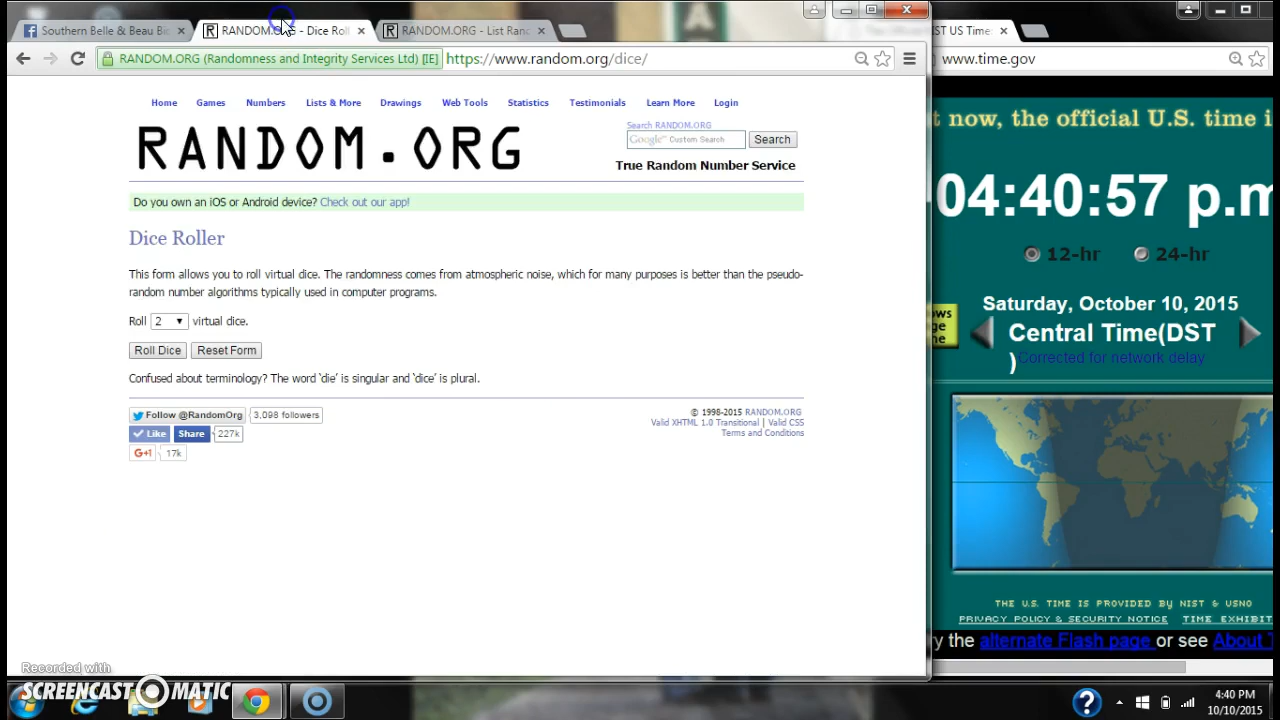 Southern Belle & Beau Bi
RANDOM.ORG - Dice Roll
RANDOM.ORG - List Ran
RANDOM.ORG (Randomness and Integrity Services Ltd) [IE]
https://www.random.org/dice/
Home Games Numbers Lists & More Drawings Web Tools Statistics Testimonials Learn More Login
RANDOM.ORG
Search RANDOM.ORG
Google™ Custom Search
Search
True Random Number Service
Do you own an iOS or Android device? Check out our app!
Dice Roller
This form allows you to roll virtual dice. The randomness comes from atmospheric noise, which for many purposes is better than the pseudo-
random number algorithms typically used in computer programs.
Roll 2 virtual dice.
Roll Dice Reset Form
Confused about terminology? The word 'die' is singular and 'dice' is plural.
Follow @RandomOrg 3,098 followers
Like Share 227k
G+1 17k
© 1998-2015 RANDOM.ORG
Valid XHTML 1.0 Transitional | Valid CSS
Terms and Conditions
IST US Time
www.time.gov
t now, the official U.S. time i
04:40:57 p.m
12-hr 24-hr
Saturday, October 10, 2015
Central Time(DST
)
Corrected for network delay
THE U.S. TIME IS PROVIDED BY NIST & USNO
PRIVACY POLICY & SECURITY NOTICE TIME EXHIBIT
ry the alternate Flash page or see About T
Recorded with
SCREENCAST MATIC
4:40 PM
10/10/2015